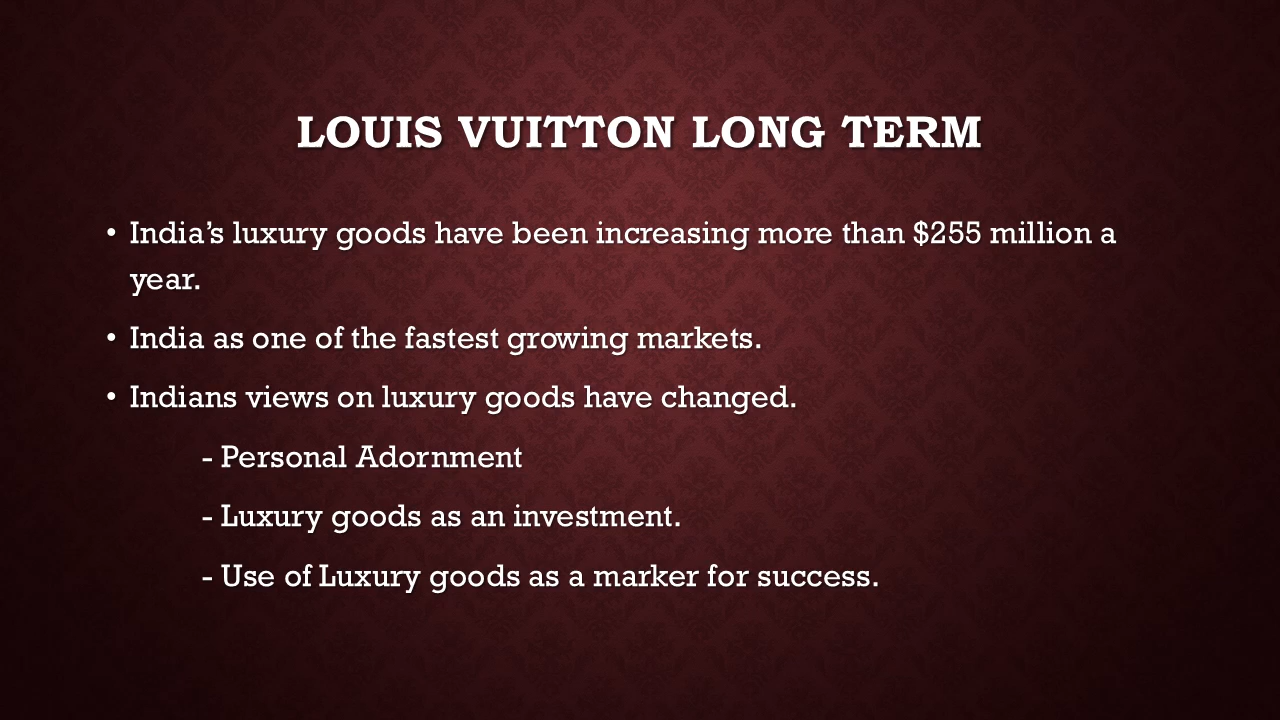 LOUIS VUITTON LONG TERM
• India’s luxury goods have been increasing more than $255 million a
year.
• India as one of the fastest growing markets.
• Indians views on luxury goods have changed.
- Personal Adornment
- Luxury goods as an investment.
- Use of Luxury goods as a marker for success.